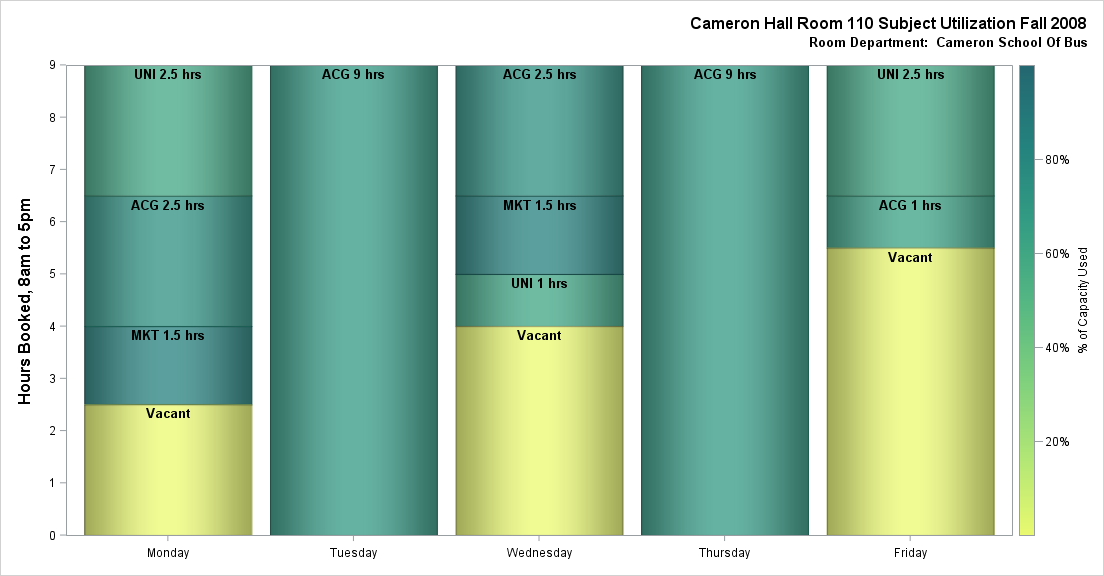 Cameron Hall Room 110 Subject Utilization Fall 2008
Room Department: Cameron School Of Bus
Hours Booked, 8am to 5pm
9
8
7
6
5
4
3
2
1
0
UNI 2.5 hrs
ACG 2.5 hrs
MKT 1.5 hrs
Vacant
ACG 9 hrs
ACG 2.5 hrs
MKT 1.5 hrs
UNI 1 hrs
Vacant
ACG 9 hrs
UNI 2.5 hrs
ACG 1 hrs
Vacant
Monday
Tuesday
Wednesday
Thursday
Friday
80%
60%
40%
20%
% of Capacity Used